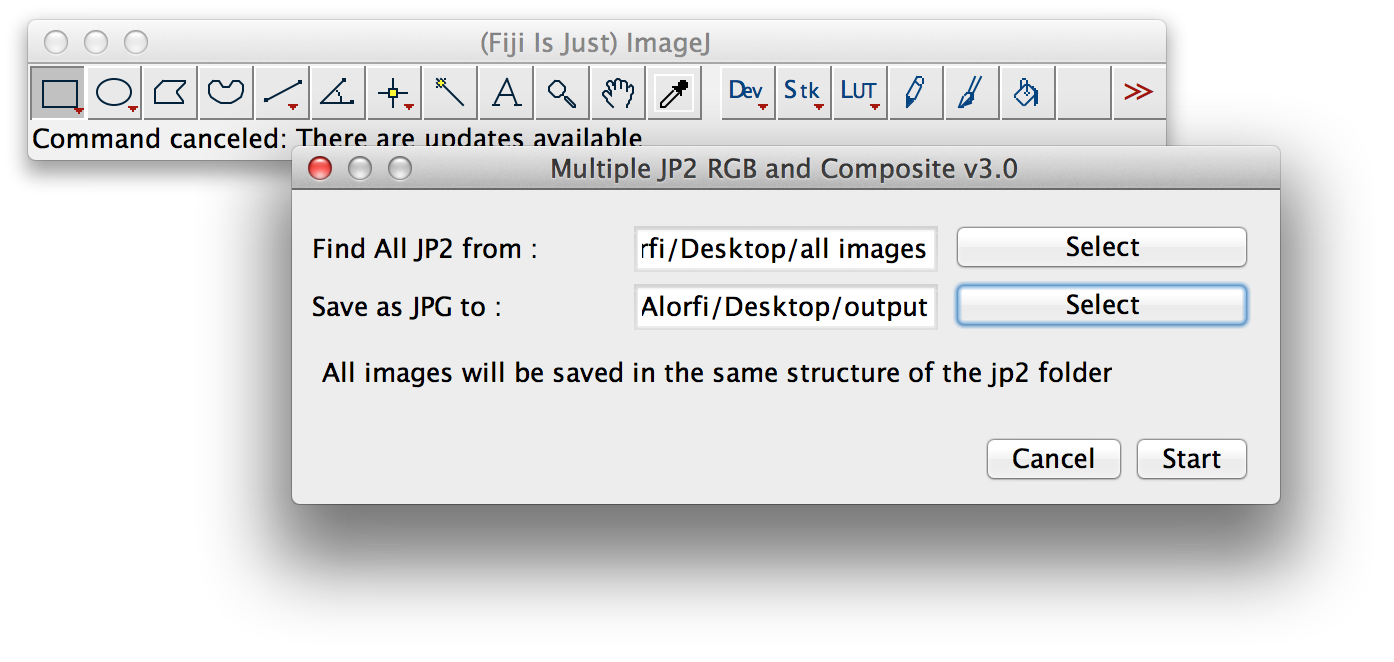 (Fiji Is Just) ImageJ
A Dev Stk LUT >>
Command canceled: There are updates available
Multiple JP2 RGB and Composite v3.0
Find All JP2 from : rfi/Desktop/all images Select
Save as JPG to : Alorfi/Desktop/output Select
All images will be saved in the same structure of the jp2 folder
Cancel Start